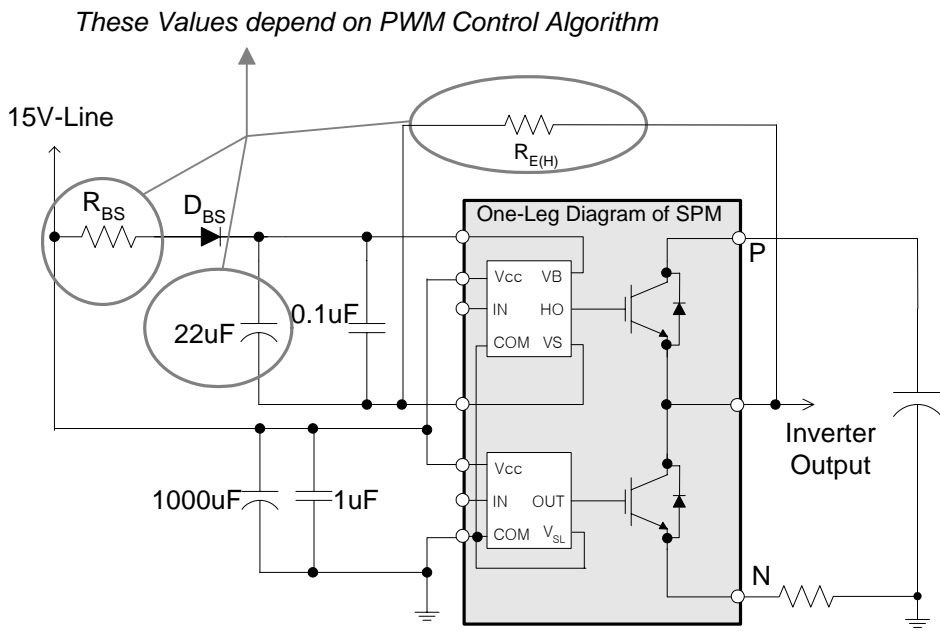 These Values depend on PWM Control Algorithm
15V-Line
R_E(H)
R_BS
D_BS
One-Leg Diagram of SPM
P
Vcc
VB
IN
HO
COM
VS
22uF
0.1uF
Inverter
Output
Vcc
IN
OUT
COM
V_SL
1000uF
1uF
N